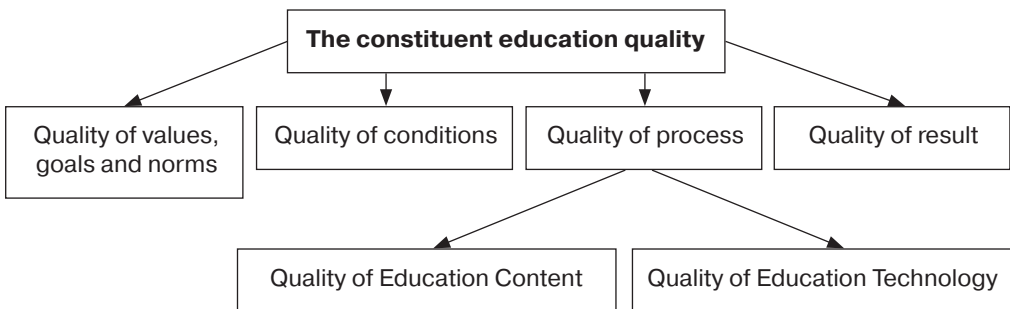 The constituent education quality
Quality of values,
goals and norms
Quality of conditions
Quality of process
Quality of result
Quality of Education Content
Quality of Education Technology